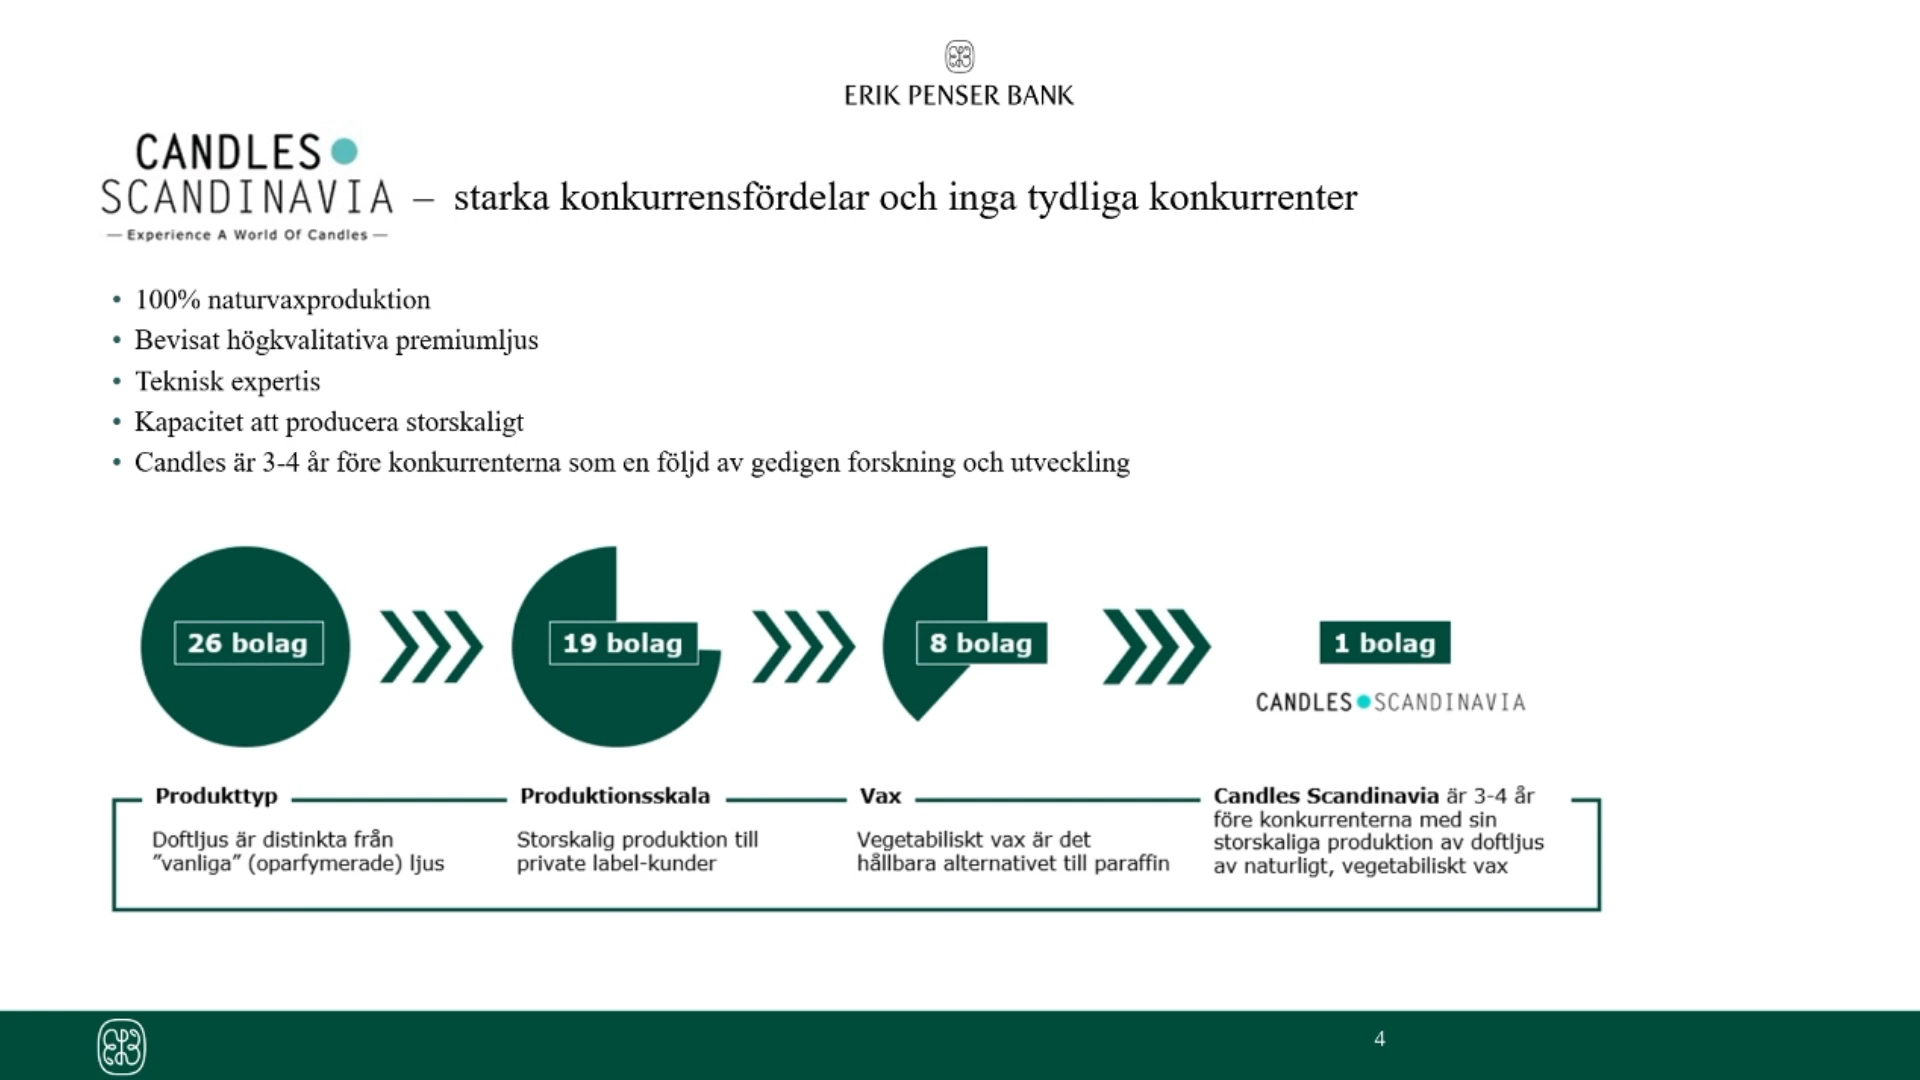 ERIK PENSER BANK
CANDLES
SCANDINAVIA
— Experience A World Of Candles —
– starka konkurrensfördelar och inga tydliga konkurrenter
• 100% naturvaxproduktion
• Bevisat högkvalitativa premiumljus
• Teknisk expertis
• Kapacitet att producera storskaligt
• Candles är 3-4 år före konkurrenterna som en följd av gedigen forskning och utveckling
26 bolag
19 bolag
8 bolag
1 bolag
CANDLES SCANDINAVIA
Produkttyp
Doftljus är distinkta från
”vanliga” (oparfymerade) ljus
Produktionsskala
Storskalig produktion till
private label-kunder
Vax
Vegetabiliskt vax är det
hållbara alternativet till paraffin
Candles Scandinavia är 3-4 år
före konkurrenterna med sin
storskaliga produktion av doftljus
av naturligt, vegetabiliskt vax
4